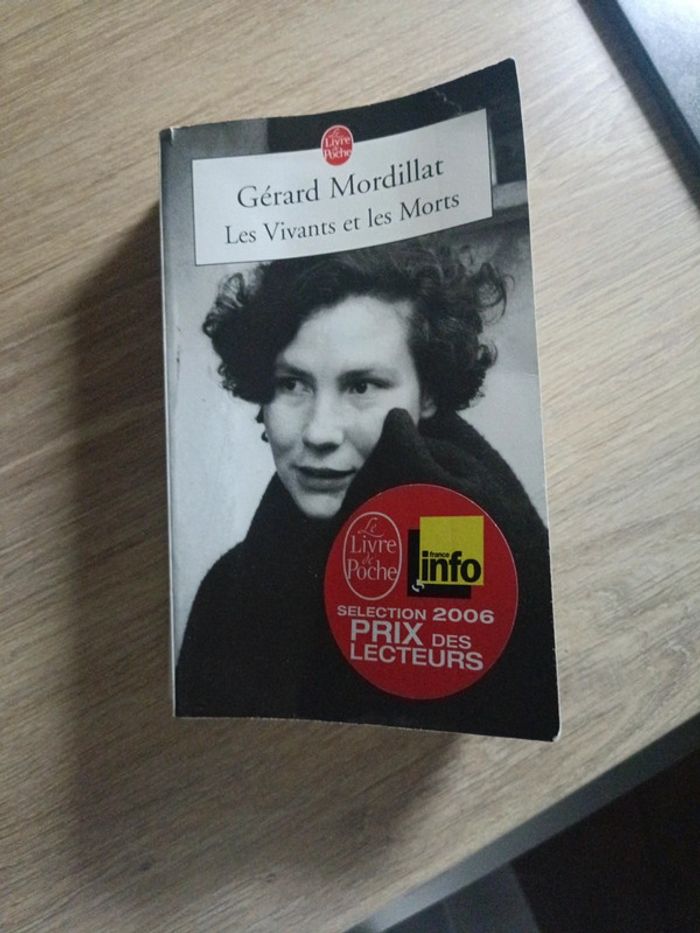 Le
Livre
de
Poche
Gérard Mordillat
Les Vivants et les Morts
Le
Livre
de
Poche
france
info
SELECTION 2006
PRIX DES
LECTEURS